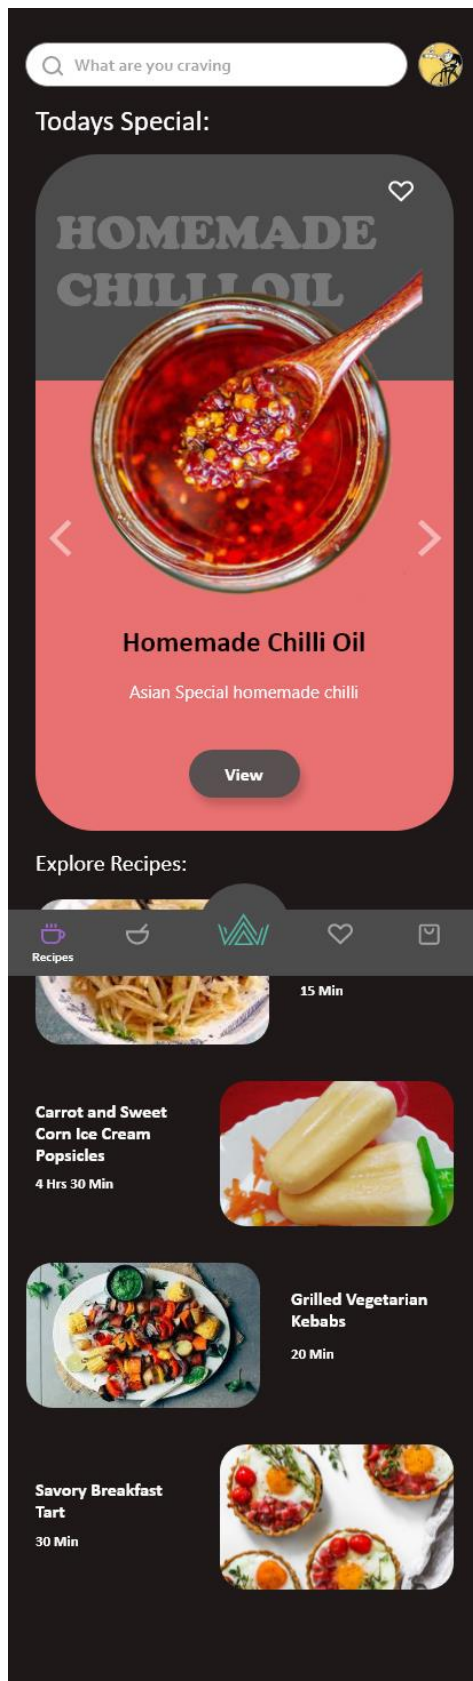 What are you craving
Todays Special:
HOMEMADE
CHILLI OIL
Homemade Chilli Oil
Asian Special homemade chilli
View
Explore Recipes:
Recipes
15 Min
Carrot and Sweet
Corn Ice Cream
Popsicles
4 Hrs 30 Min
Grilled Vegetarian
Kebabs
20 Min
Savory Breakfast
Tart
30 Min